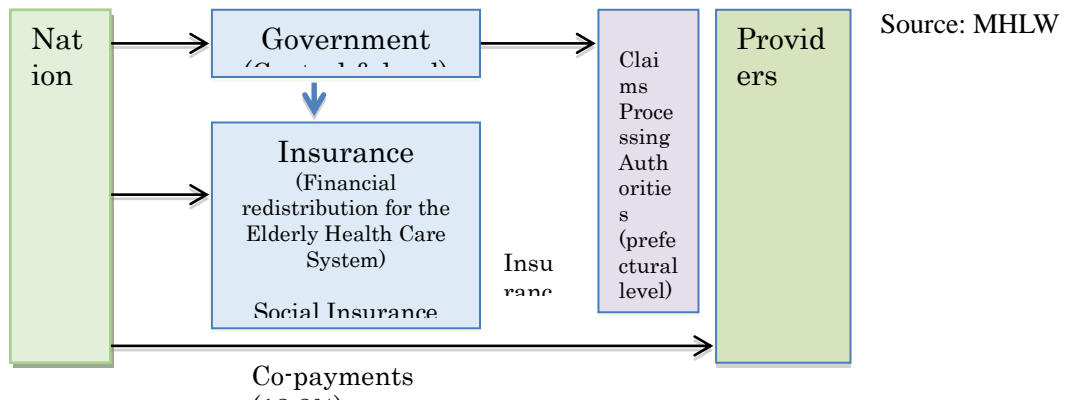 Nat
ion
Government
Insurance
(Financial
redistribution for the
Elderly Health Care
System)
Social Insurance
Insu
Clai
ms
Proce
ssing
Auth
oritie
s
(prefe
ctural
level)
Provid
ers
Source: MHLW
Co-payments